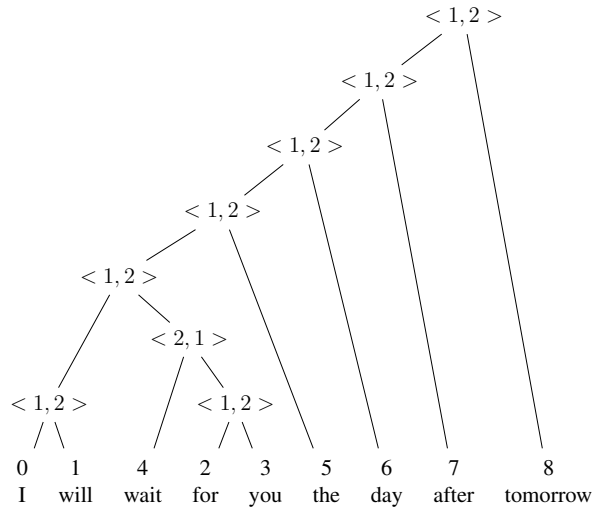 < 1, 2 >
< 1, 2 >
< 1, 2 >
< 1, 2 >
< 1, 2 >
< 2, 1 >
< 1, 2 > < 1, 2 >
0 1 4 2 3 5 6 7 8
I will wait for you the day after tomorrow